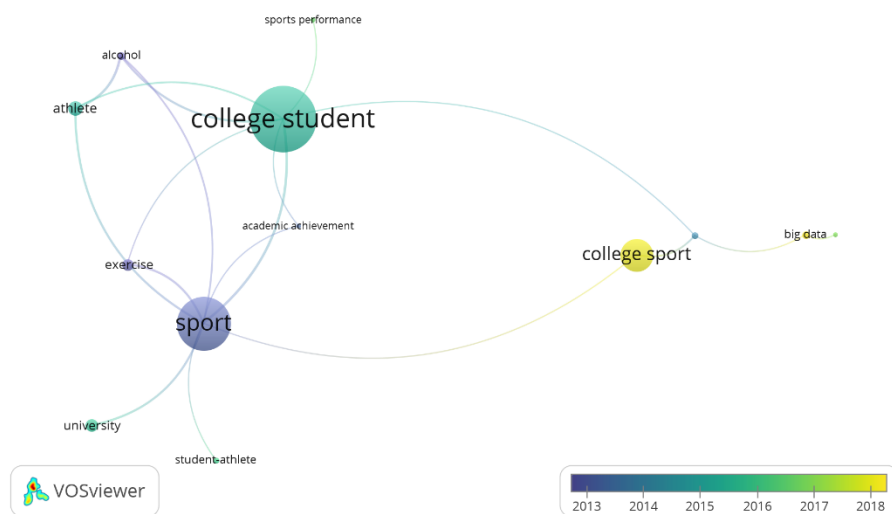 sports performance
alcohol
athlete
college student
academic achievement
big data
college sport
exercise
sport
university
student-athlete
VOSviewer
2013 2014 2015 2016 2017 2018